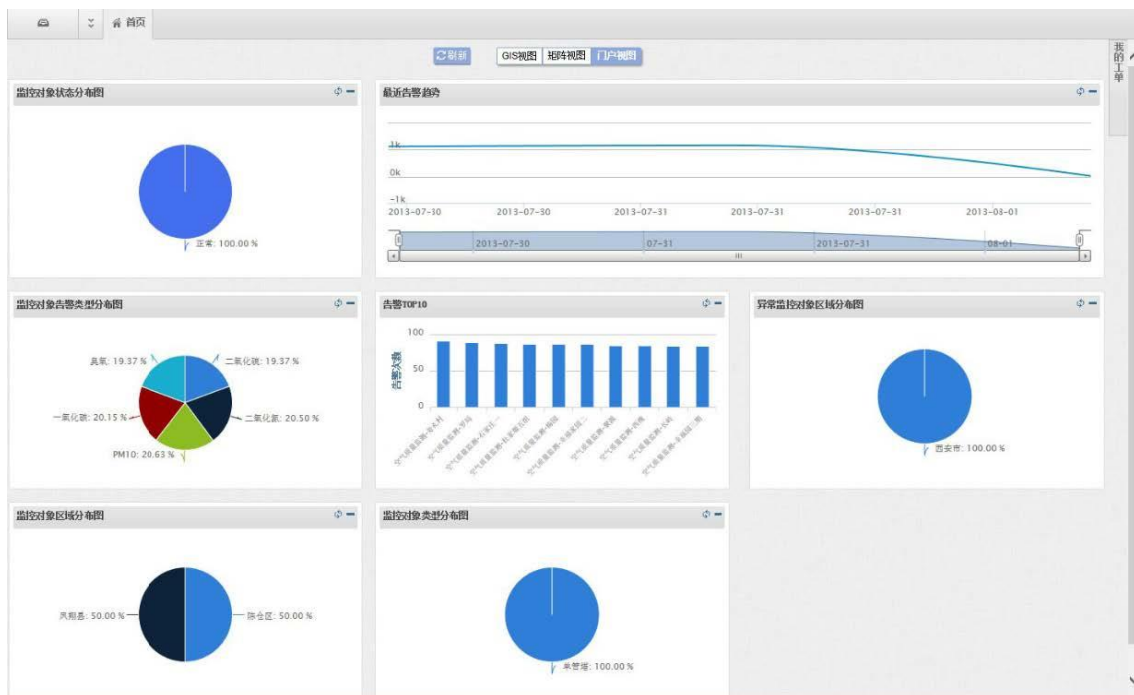 首页
刷新
GIS视图 矩阵视图 门户视图
我的工单
监控对象状态分布图
正常: 100.00 %
最近告警趋势
1k
0k
-1k
2013-07-30 2013-07-30 2013-07-31 2013-07-31 2013-07-31 2013-08-01
2013-07-30 07-31 2013-07-31 08-01
监控对象告警类型分布图
臭氧: 19.37 % 二氧化硫: 19.37 %
一氧化碳: 20.15 % 二氧化氮: 20.50 %
PM10: 20.63 %
告警TOP10
告警次数
100
50
0
异常监控对象区域分布图
西安市: 100.00 %
监控对象区域分布图
凤翔县: 50.00 % 陈仓区: 50.00 %
监控对象类型分布图
单管塔: 100.00 %